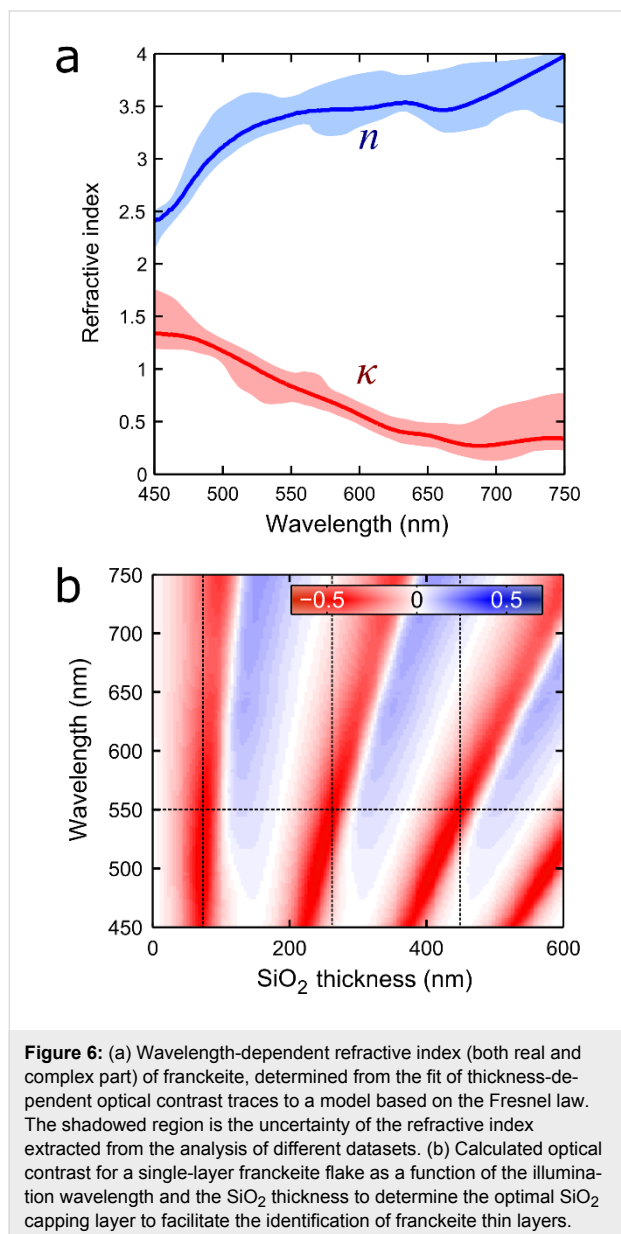 a
4
3.5
3
2.5
2
1.5
1
0.5
0
Refractive index
n
κ
450 500 550 600 650 700 750
Wavelength (nm)
b
750
700
650
600
550
500
450
Wavelength (nm)
−0.5 0 0.5
0 200 400 600
SiO₂ thickness (nm)
Figure 6: (a) Wavelength-dependent refractive index (both real and
complex part) of franckeite, determined from the fit of thickness-de-
pendent optical contrast traces to a model based on the Fresnel law.
The shadowed region is the uncertainty of the refractive index
extracted from the analysis of different datasets. (b) Calculated optical
contrast for a single-layer franckeite flake as a function of the illumina-
tion wavelength and the SiO₂ thickness to determine the optimal SiO₂
capping layer to facilitate the identification of franckeite thin layers.